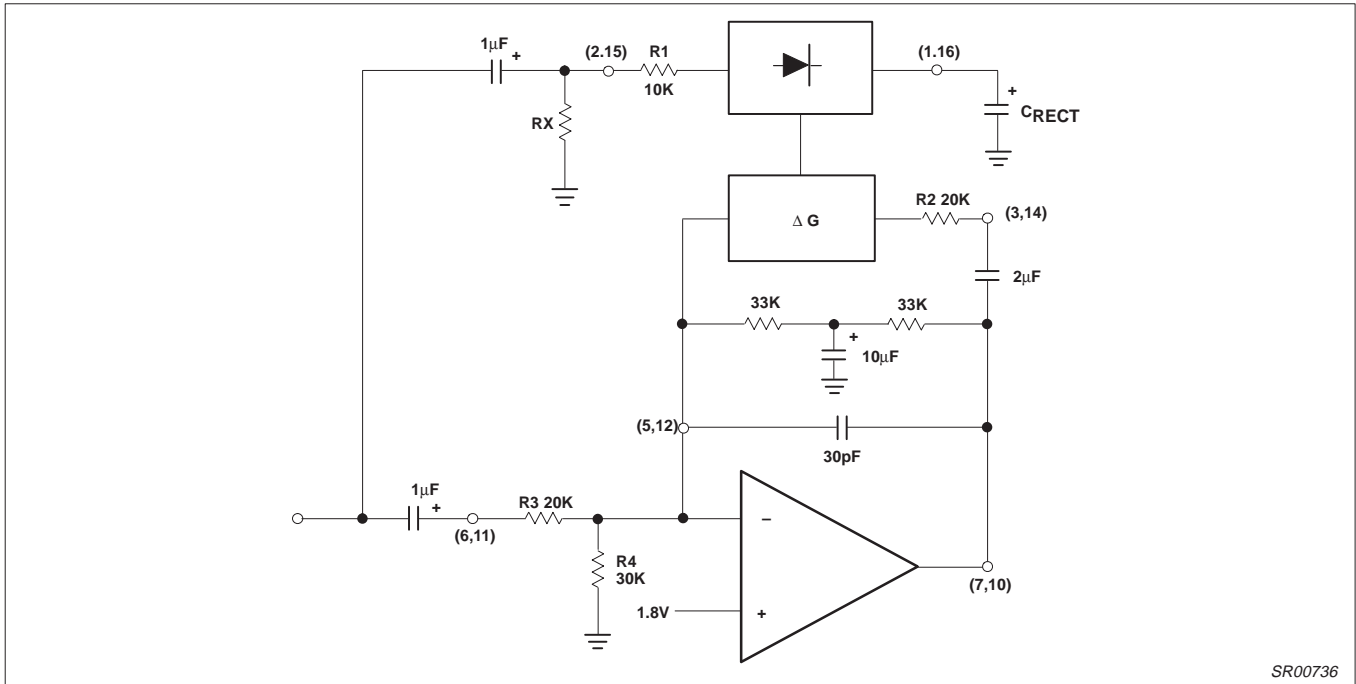 1μF
+
(2.15)
R1
10K
(1.16)
+
CRECT
RX
R2 20K
(3,14)
Δ G
2μF
33K
33K
+
10μF
(5,12)
30pF
1μF
+
R3 20K
(6,11)
–
R4
30K
(7,10)
1.8V
+
SR00736